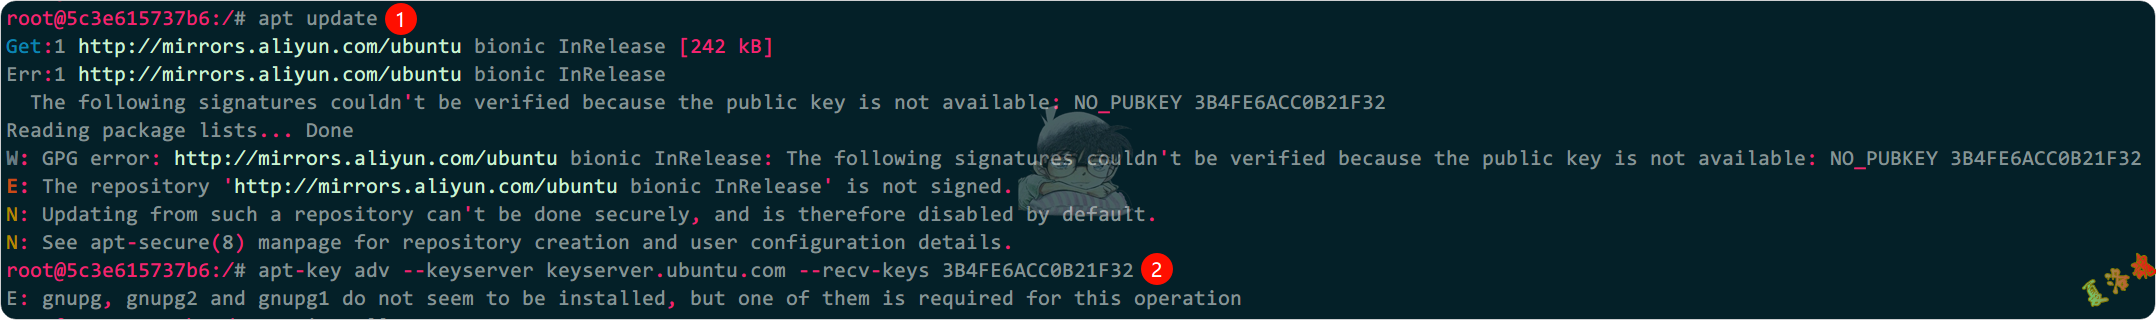 root@5c3e615737b6:/# apt update 1
Get:1 http://mirrors.aliyun.com/ubuntu bionic InRelease [242 kB]
Err:1 http://mirrors.aliyun.com/ubuntu bionic InRelease
  The following signatures couldn't be verified because the public key is not available: NO_PUBKEY 3B4FE6ACC0B21F32
Reading package lists... Done
W: GPG error: http://mirrors.aliyun.com/ubuntu bionic InRelease: The following signatures couldn't be verified because the public key is not available: NO_PUBKEY 3B4FE6ACC0B21F32
E: The repository 'http://mirrors.aliyun.com/ubuntu bionic InRelease' is not signed.
N: Updating from such a repository can't be done securely, and is therefore disabled by default.
N: See apt-secure(8) manpage for repository creation and user configuration details.
root@5c3e615737b6:/# apt-key adv --keyserver keyserver.ubuntu.com --recv-keys 3B4FE6ACC0B21F32 2
E: gnupg, gnupg2 and gnupg1 do not seem to be installed, but one of them is required for this operation